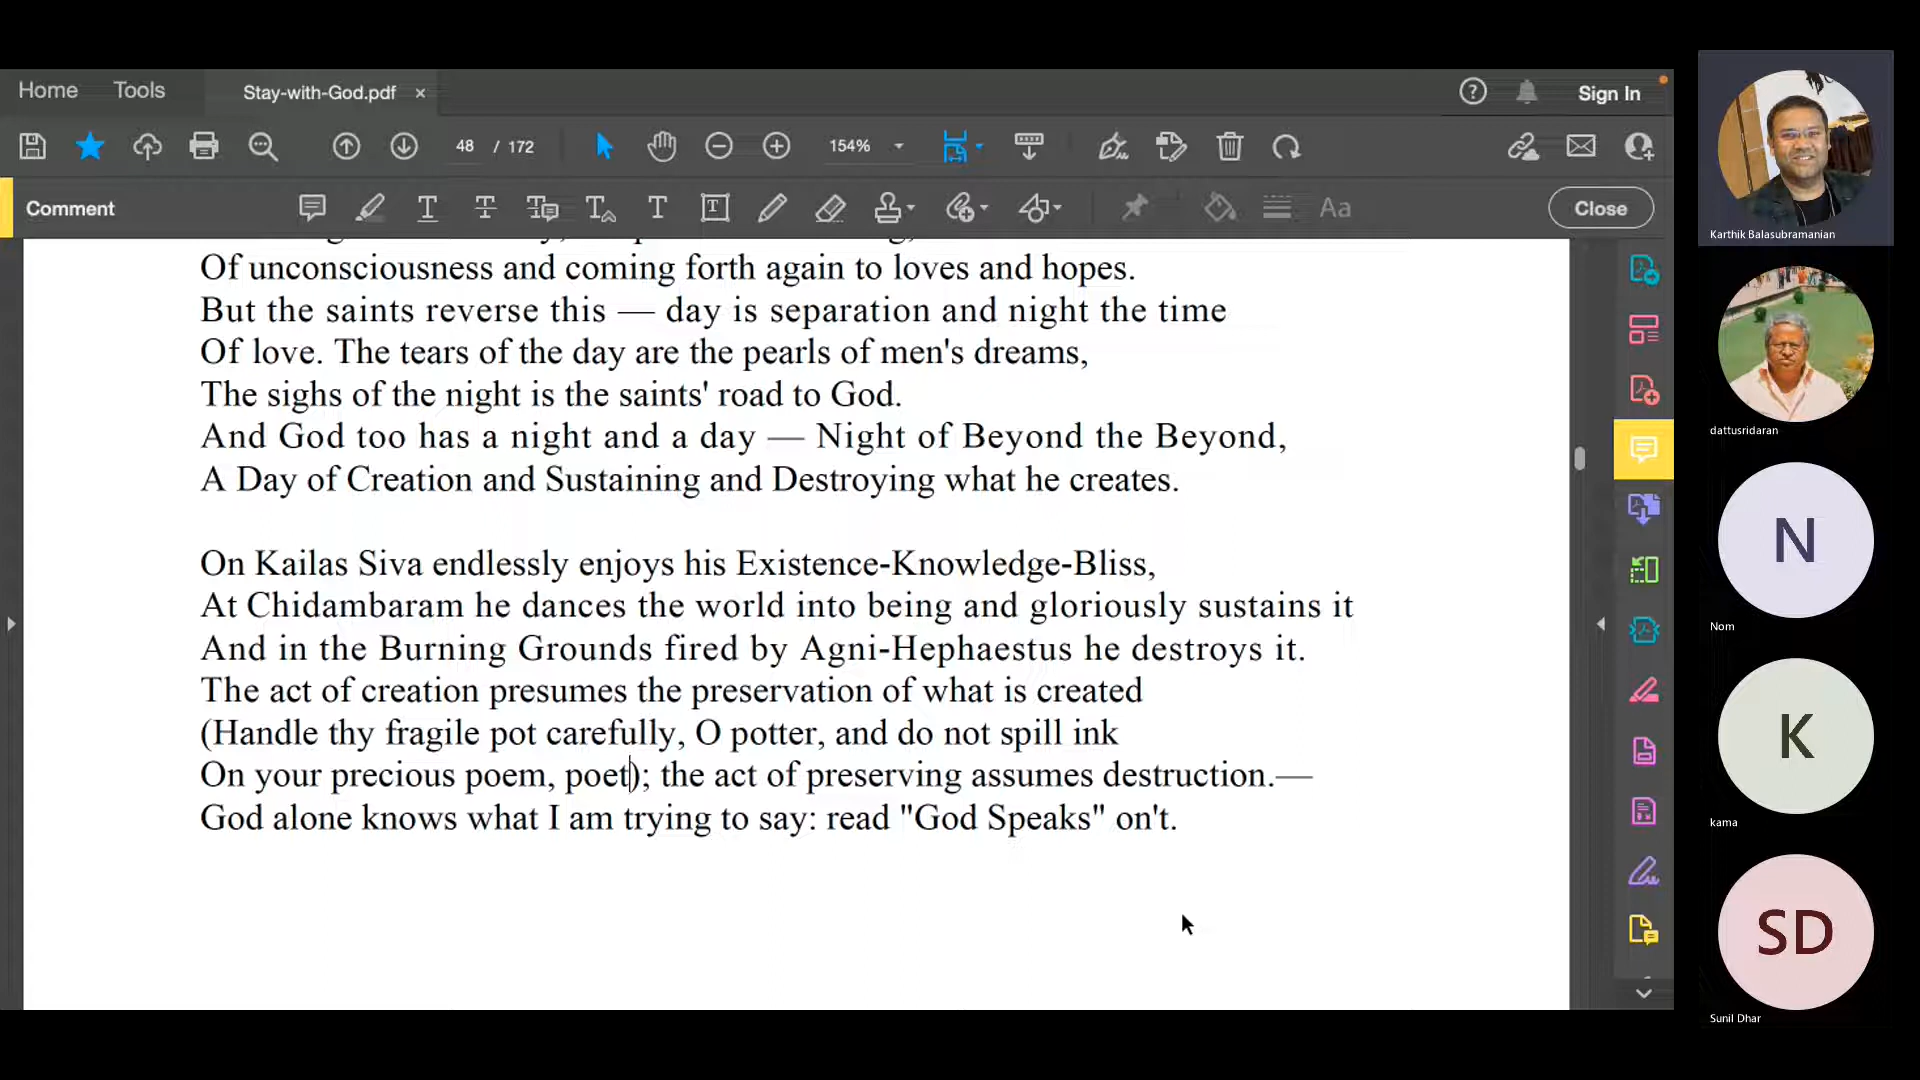 Home Tools Stay-with-God.pdf × Sign In
48 / 172 154%
Comment Aa Close
Of unconsciousness and coming forth again to loves and hopes.
But the saints reverse this — day is separation and night the time
Of love. The tears of the day are the pearls of men's dreams,
The sighs of the night is the saints' road to God.
And God too has a night and a day — Night of Beyond the Beyond,
A Day of Creation and Sustaining and Destroying what he creates.
On Kailas Siva endlessly enjoys his Existence-Knowledge-Bliss,
At Chidambaram he dances the world into being and gloriously sustains it
And in the Burning Grounds fired by Agni-Hephaestus he destroys it.
The act of creation presumes the preservation of what is created
(Handle thy fragile pot carefully, O potter, and do not spill ink
On your precious poem, poet); the act of preserving assumes destruction.—
God alone knows what I am trying to say: read "God Speaks" on't.
Karthik Balasubramanian
dattusridaran
N
Nom
K
kama
SD
Sunil Dhar